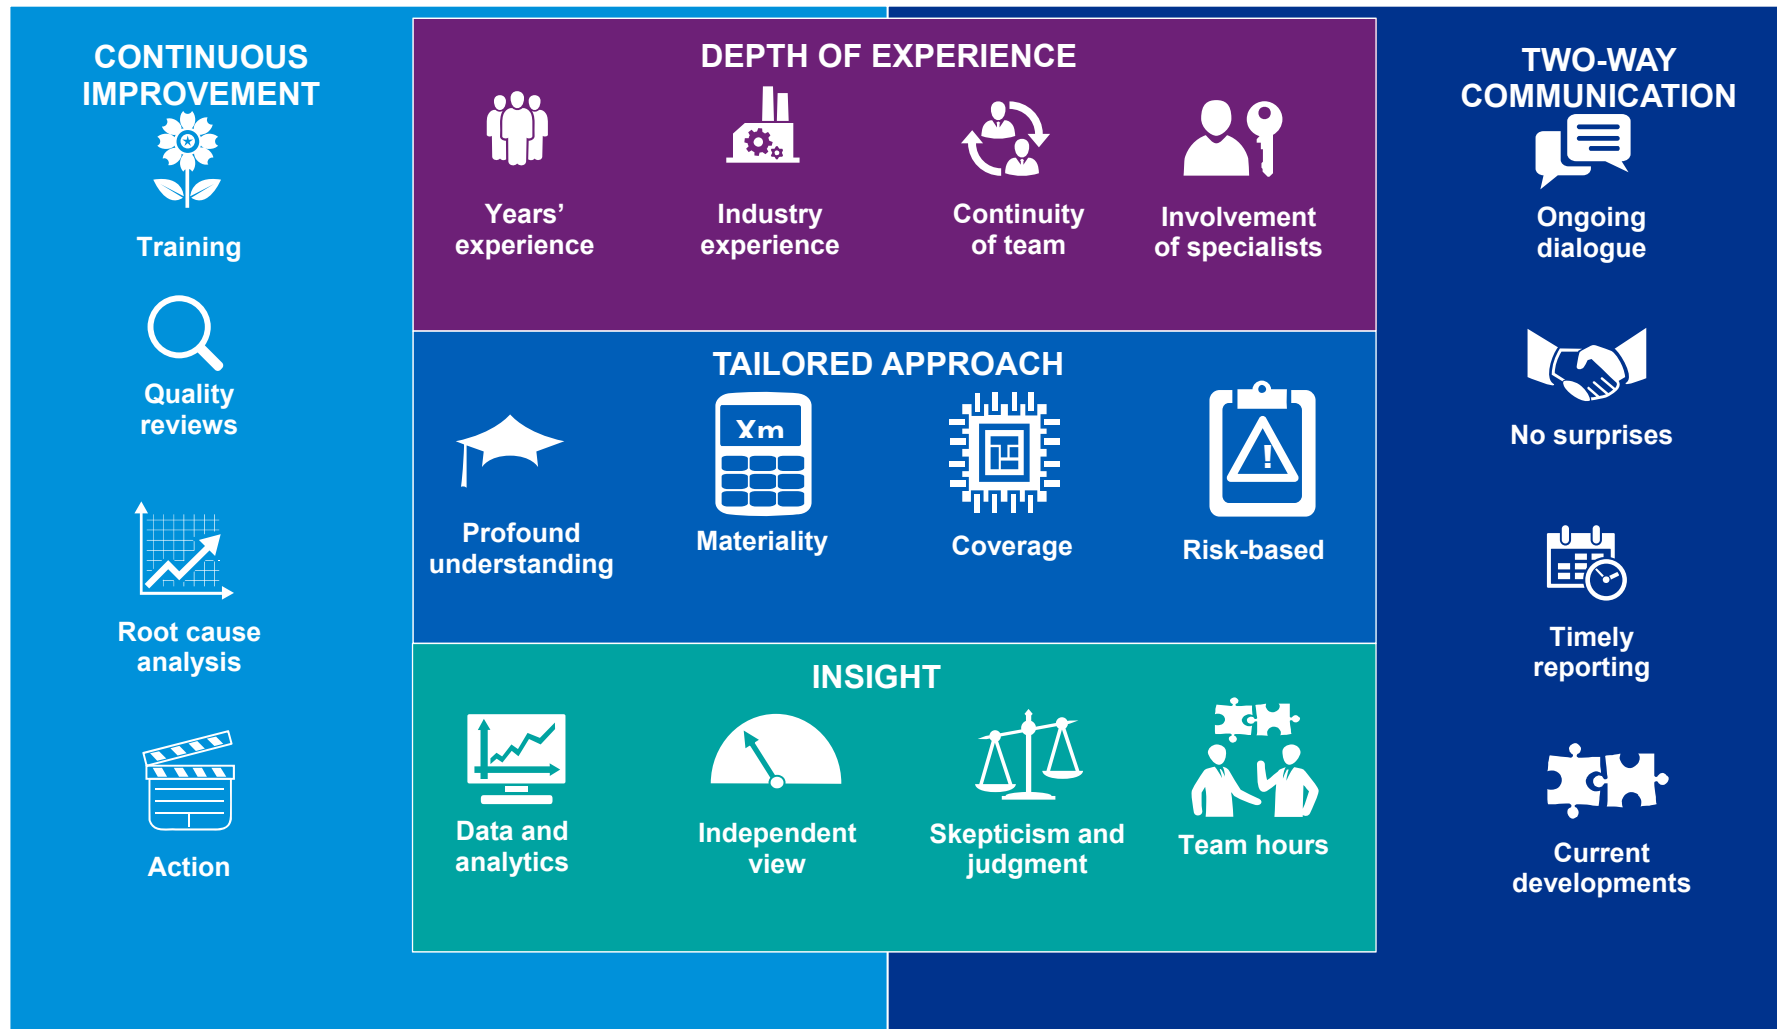 CONTINUOUS
IMPROVEMENT
Training
Quality
reviews
Root cause
analysis
Action
DEPTH OF EXPERIENCE
Years’
experience
Industry
experience
Continuity
of team
Involvement
of specialists
TAILORED APPROACH
Xm
Profound
understanding
Materiality
Coverage
!
Risk-based
INSIGHT
Data and
analytics
Independent
view
Skepticism and
judgment
Team hours
TWO-WAY
COMMUNICATION
Ongoing
dialogue
No surprises
Timely
reporting
Current
developments